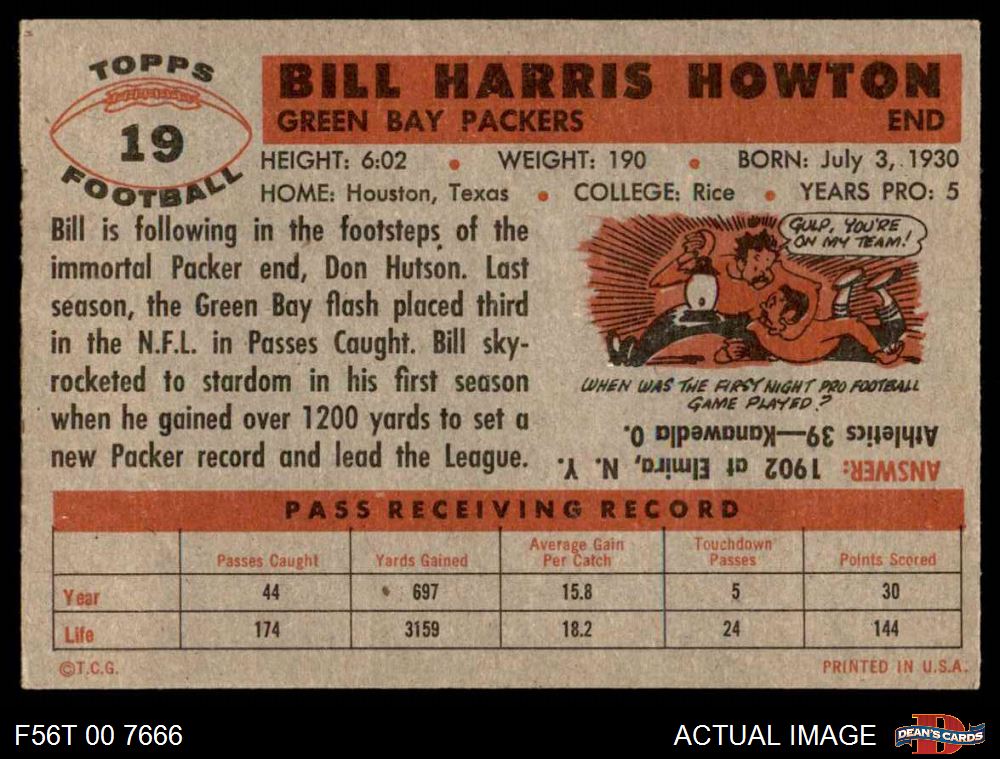 TOPPS
19
FOOTBALL
BILL HARRIS HOWTON
GREEN BAY PACKERS END
HEIGHT: 6:02 • WEIGHT: 190 • BORN: July 3, 1930
HOME: Houston, Texas • COLLEGE: Rice • YEARS PRO: 5
Bill is following in the footsteps of the
immortal Packer end, Don Hutson. Last
season, the Green Bay flash placed third
in the N.F.L. in Passes Caught. Bill sky-
rocketed to stardom in his first season
when he gained over 1200 yards to set a
new Packer record and lead the League.
GULP, YOU'RE
ON MY TEAM!
WHEN WAS THE FIRST NIGHT PRO FOOTBALL
GAME PLAYED?
ANSWER: 1902 at Elmira, N. Y.
Athletics 39—Kanawedla 0.
PASS RECEIVING RECORD
Passes Caught Yards Gained Average Gain Per Catch Touchdown Passes Points Scored
Year 44 697 15.8 5 30
Life 174 3159 18.2 24 144
©T.C.G. PRINTED IN U.S.A.
F56T 00 7666 ACTUAL IMAGE DEAN'S CARDS